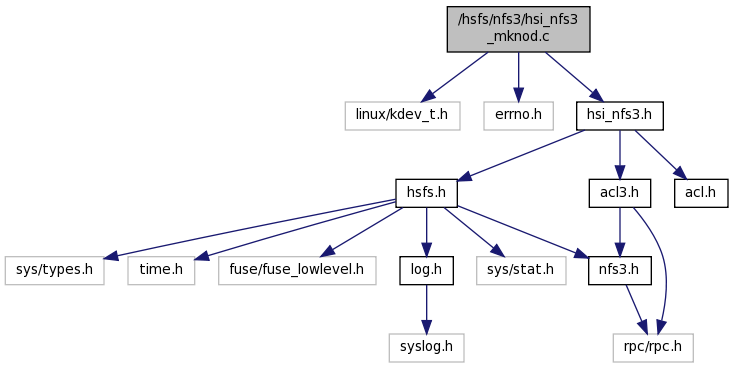 /hsfs/nfs3/hsi_nfs3
_mknod.c
linux/kdev_t.h
errno.h
hsi_nfs3.h
hsfs.h
acl3.h
acl.h
sys/types.h
time.h
fuse/fuse_lowlevel.h
log.h
sys/stat.h
nfs3.h
syslog.h
rpc/rpc.h